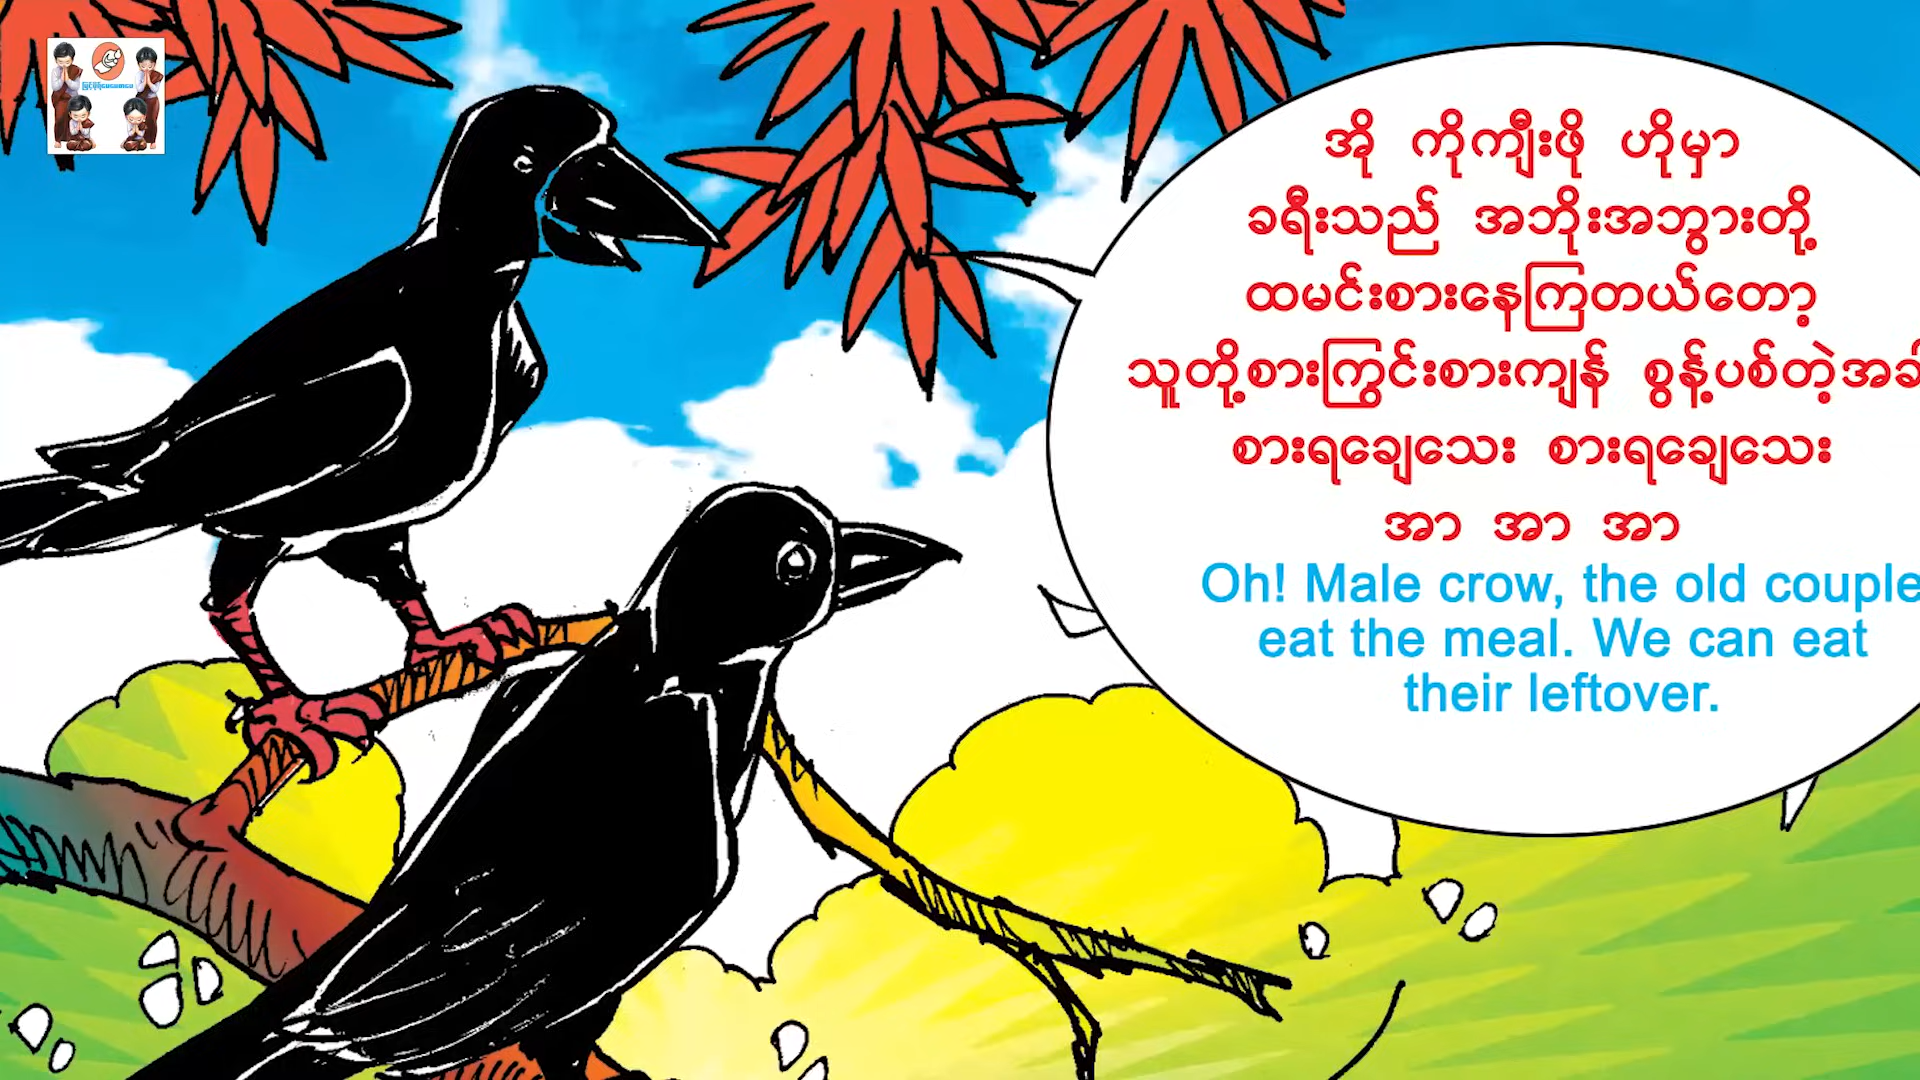 အို ကိုကျီးဖို ဟိုမှာ
ခရီးသည် အဘိုးအဘွားတို့
ထမင်းစားနေကြတယ်တော့
သူတို့စားကြွင်းစားကျန် စွန့်ပစ်တဲ့အခါ
စားရချေသေး စားရချေသေး
အာ အာ အာ
Oh! Male crow, the old couple
eat the meal. We can eat
their leftover.